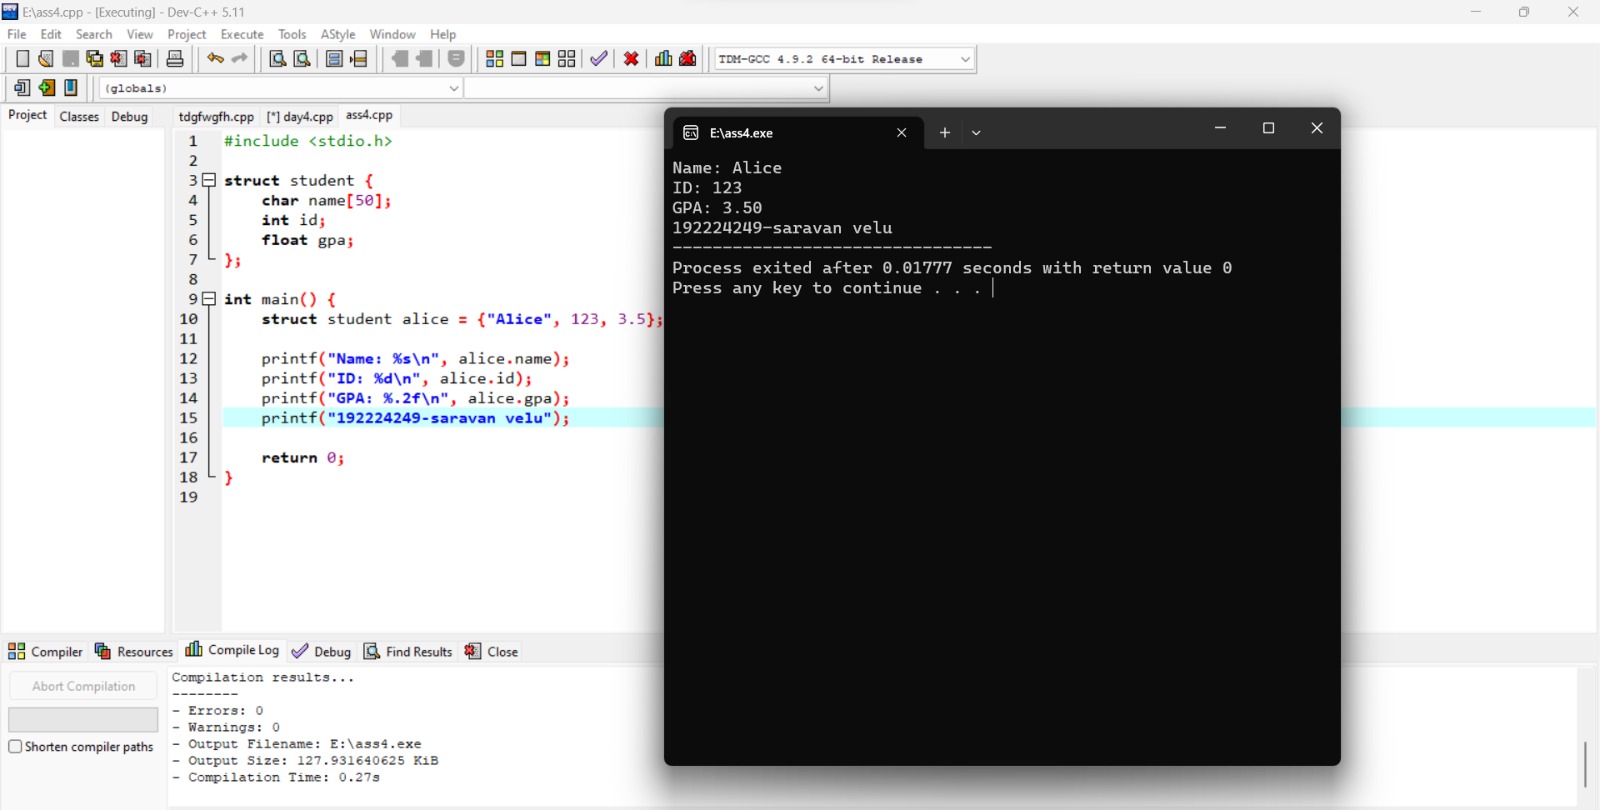 E:\ass4.cpp - [Executing] - Dev-C++ 5.11
File Edit Search View Project Execute Tools AStyle Window Help
TDM-GCC 4.9.2 64-bit Release
(globals)
Project Classes Debug
tdgfwgfh.cpp [*] day4.cpp ass4.cpp
1 #include <stdio.h>
2
3 struct student {
4 char name[50];
5 int id;
6 float gpa;
7 };
8
9 int main() {
10 struct student alice = {"Alice", 123, 3.5};
11
12 printf("Name: %s\n", alice.name);
13 printf("ID: %d\n", alice.id);
14 printf("GPA: %.2f\n", alice.gpa);
15 printf("192224249-saravan velu");
16
17 return 0;
18 }
19
E:\ass4.exe
Name: Alice
ID: 123
GPA: 3.50
192224249-saravan velu
--------------------------------
Process exited after 0.01777 seconds with return value 0
Press any key to continue . . .
Compiler Resources Compile Log Debug Find Results Close
Abort Compilation
Shorten compiler paths
Compilation results...
--------
- Errors: 0
- Warnings: 0
- Output Filename: E:\ass4.exe
- Output Size: 127.931640625 KiB
- Compilation Time: 0.27s